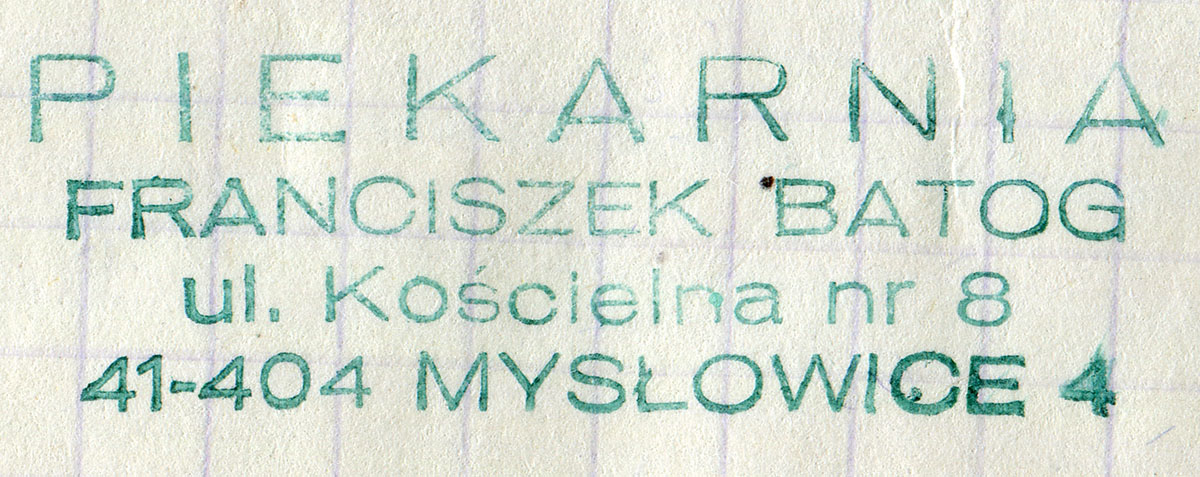 PIEKARNIA
FRANCISZEK BATOG
ul. Kościelna nr 8
41-404 MYSŁOWICE 4